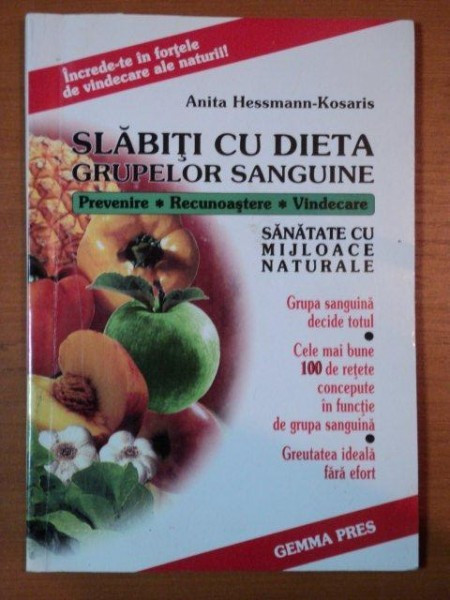 Încrede-te în forțele
de vindecare ale naturii!
Anita Hessmann-Kosaris
SLĂBIȚI CU DIETA
GRUPELOR SANGUINE
Prevenire * Recunoaștere * Vindecare
SĂNĂTATE CU
MIJLOACE
NATURALE
Grupa sanguină
decide totul
•
Cele mai bune
100 de rețete
concepute
în funcție
de grupa sanguină
•
Greutatea ideală
fără efort
GEMMA PRES